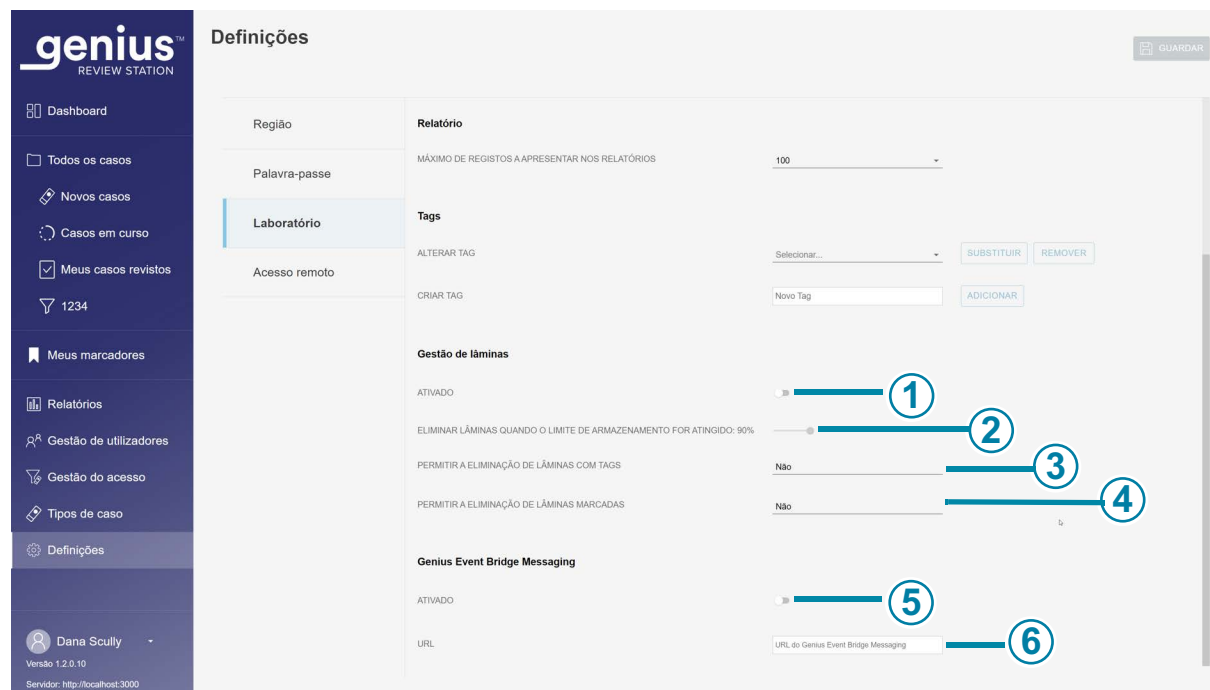 genius™
REVIEW STATION
Dashboard
Todos os casos
Novos casos
Casos em curso
Meus casos revistos
1234
Meus marcadores
Relatórios
Gestão de utilizadores
Gestão do acesso
Tipos de caso
Definições
Dana Scully
Versão 1.2.0.10
Servidor: http://localhost:3000
Definições
GUARDAR
Região
Palavra-passe
Laboratório
Acesso remoto
Relatório
MÁXIMO DE REGISTOS A APRESENTAR NOS RELATÓRIOS 100
Tags
ALTERAR TAG Selecionar... SUBSTITUIR REMOVER
CRIAR TAG Novo Tag ADICIONAR
Gestão de lâminas
ATIVADO 1
ELIMINAR LÂMINAS QUANDO O LIMITE DE ARMAZENAMENTO FOR ATINGIDO: 90% 2
PERMITIR A ELIMINAÇÃO DE LÂMINAS COM TAGS Não 3
PERMITIR A ELIMINAÇÃO DE LÂMINAS MARCADAS Não 4
Genius Event Bridge Messaging
ATIVADO 5
URL URL do Genius Event Bridge Messaging 6